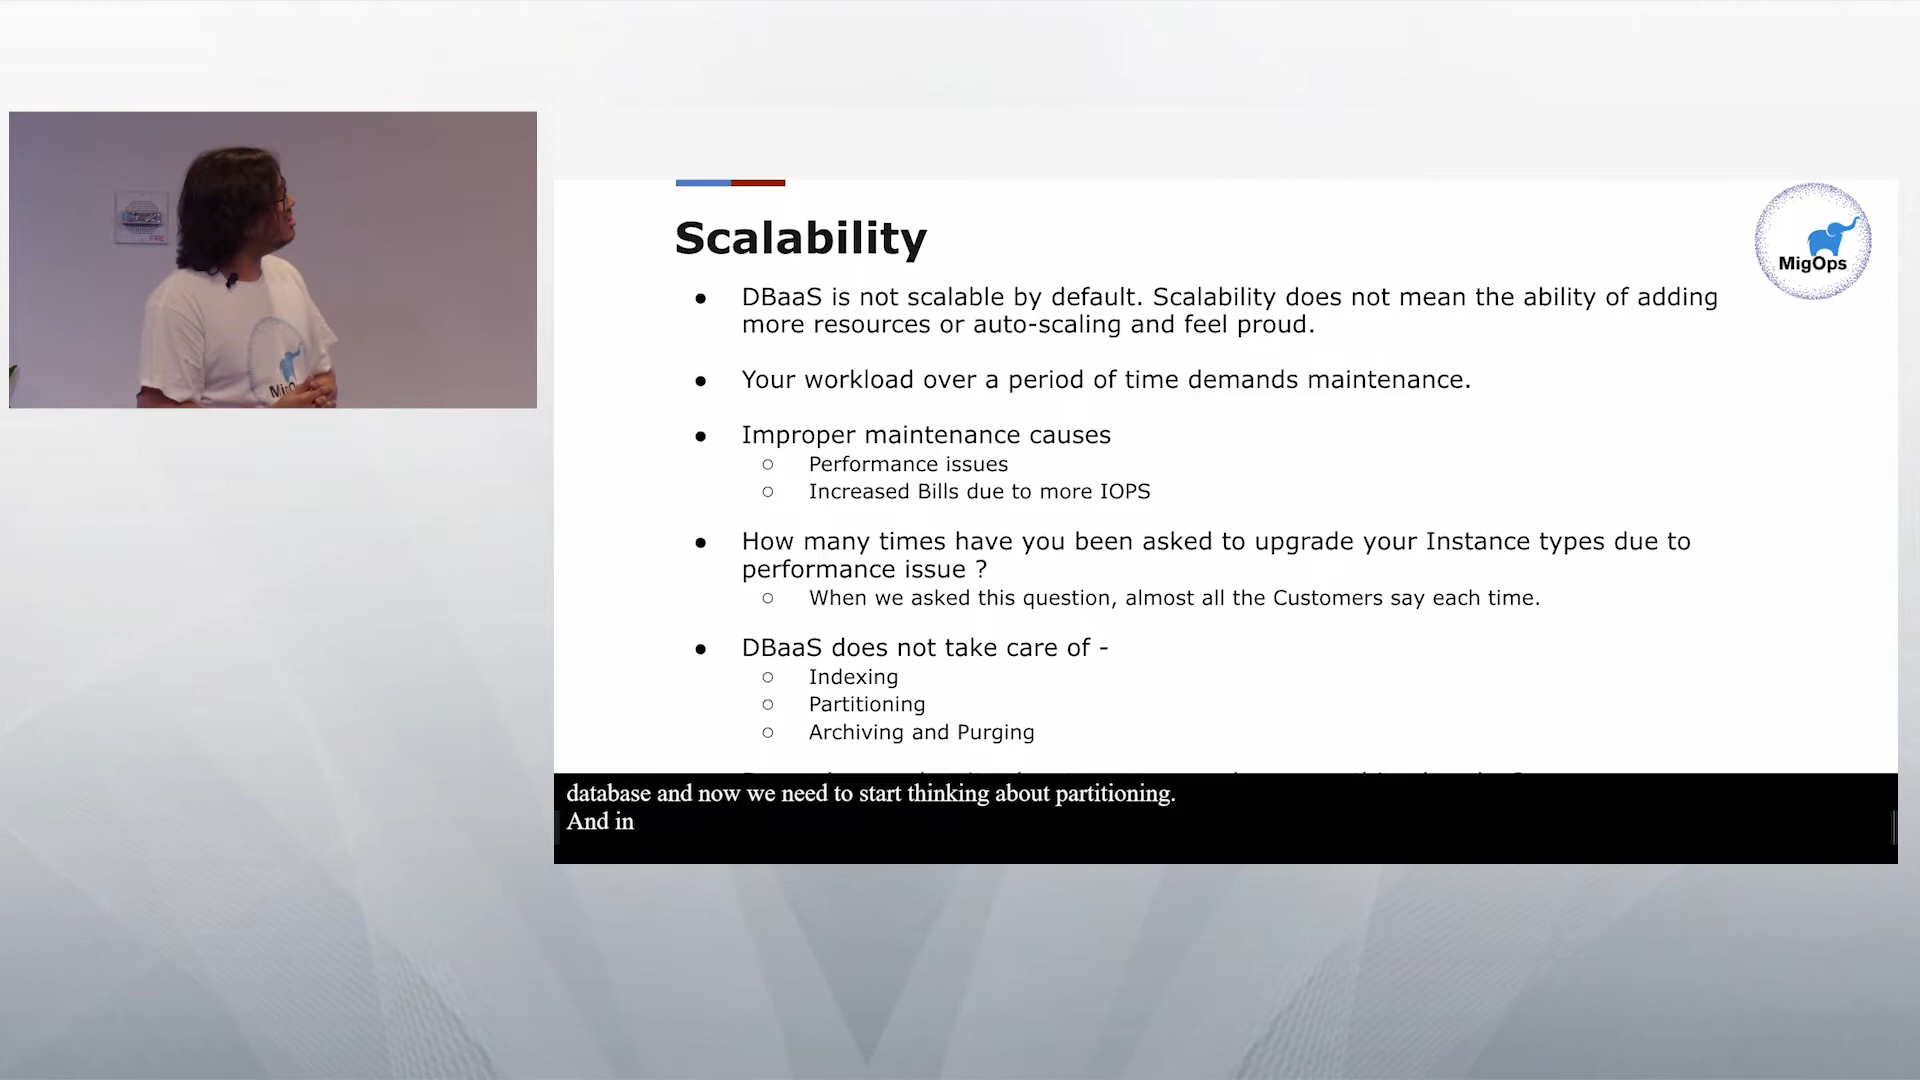 FIRE
MigO
Scalability
MigOps
● DBaaS is not scalable by default. Scalability does not mean the ability of adding
more resources or auto-scaling and feel proud.
● Your workload over a period of time demands maintenance.
● Improper maintenance causes
○ Performance issues
○ Increased Bills due to more IOPS
● How many times have you been asked to upgrade your Instance types due to
performance issue ?
○ When we asked this question, almost all the Customers say each time.
● DBaaS does not take care of -
○ Indexing
○ Partitioning
○ Archiving and Purging
database and now we need to start thinking about partitioning.
And in